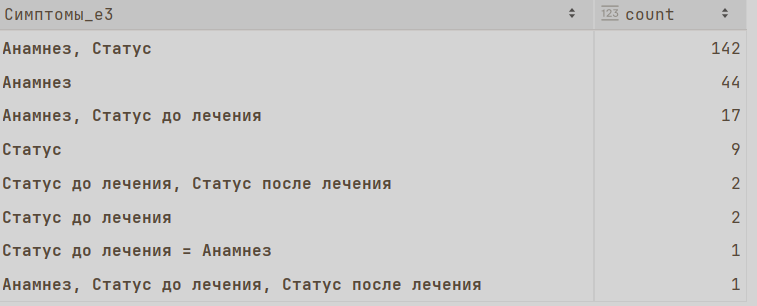 Симптомы_e3 123 count
Анамнез, Статус 142
Анамнез 44
Анамнез, Статус до лечения 17
Статус 9
Статус до лечения, Статус после лечения 2
Статус до лечения 2
Статус до лечения = Анамнез 1
Анамнез, Статус до лечения, Статус после лечения 1